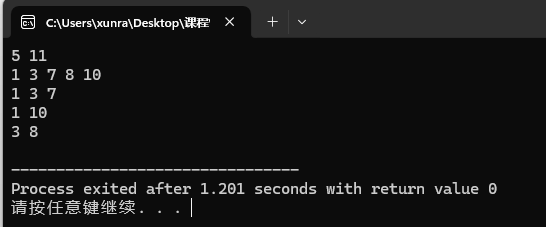 C:\Users\xunra\Desktop\课程
5 11
1 3 7 8 10
1 3 7
1 10
3 8
--------------------------------
Process exited after 1.201 seconds with return value 0
请按任意键继续. . .